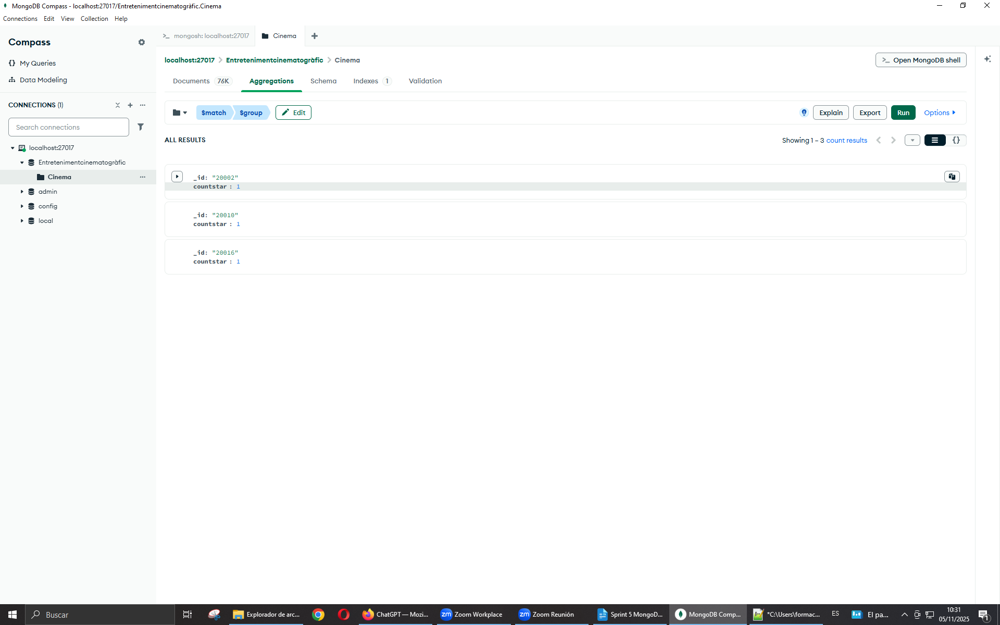 MongoDB Compass - localhost:27017/Entretenimentcinematogràfic.Cinema
Connections Edit View Collection Help
Compass
My Queries
Data Modeling
CONNECTIONS (1)
Search connections
localhost:27017
Entretenimentcinematogràfic
Cinema
admin
config
local
mongosh: localhost:27017 Cinema
localhost:27017 Entretenimentcinematogràfic Cinema
>_ Open MongoDB shell
Documents 76K Aggregations Schema Indexes 1 Validation
$match $group Edit
Explain Export Run Options
ALL RESULTS
Showing 1 – 3 count results
_id: "20002"
countstar : 1
_id: "20010"
countstar : 1
_id: "20016"
countstar : 1
Buscar
Explorador de arc...
ChatGPT — Mozi...
zm Zoom Workplace
zm Zoom Reunión
Sprint 5 MongoD...
MongoDB Comp...
*C:\Users\formac...
ES
El pa...
10:31
05/11/2025
1